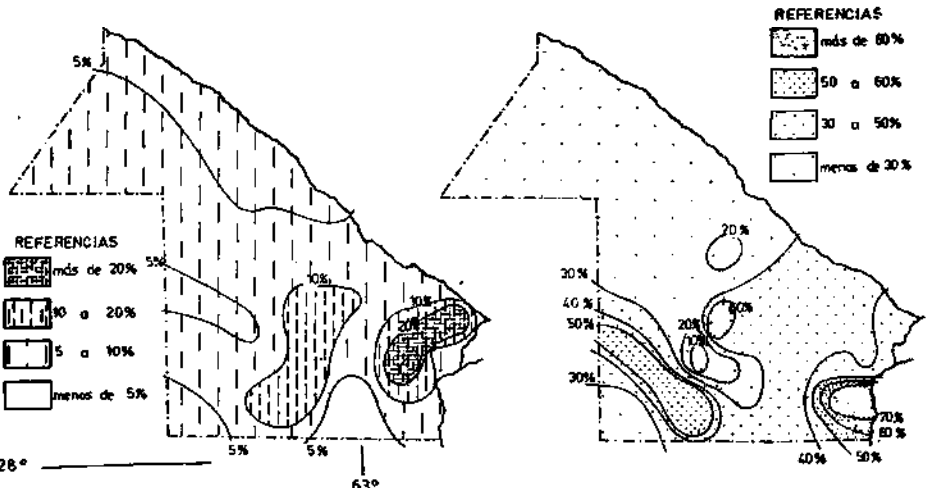 5%
REFERENCIAS
más de 20%
10 a 20%
5 a 10%
menos de 5%
5%
10%
10%
20%
5%
5%
28°
63°
REFERENCIAS
más de 60%
50 a 60%
30 a 50%
menos de 30%
20%
30%
40%
50%
30%
20%
10%
40%
50%
70%
60%